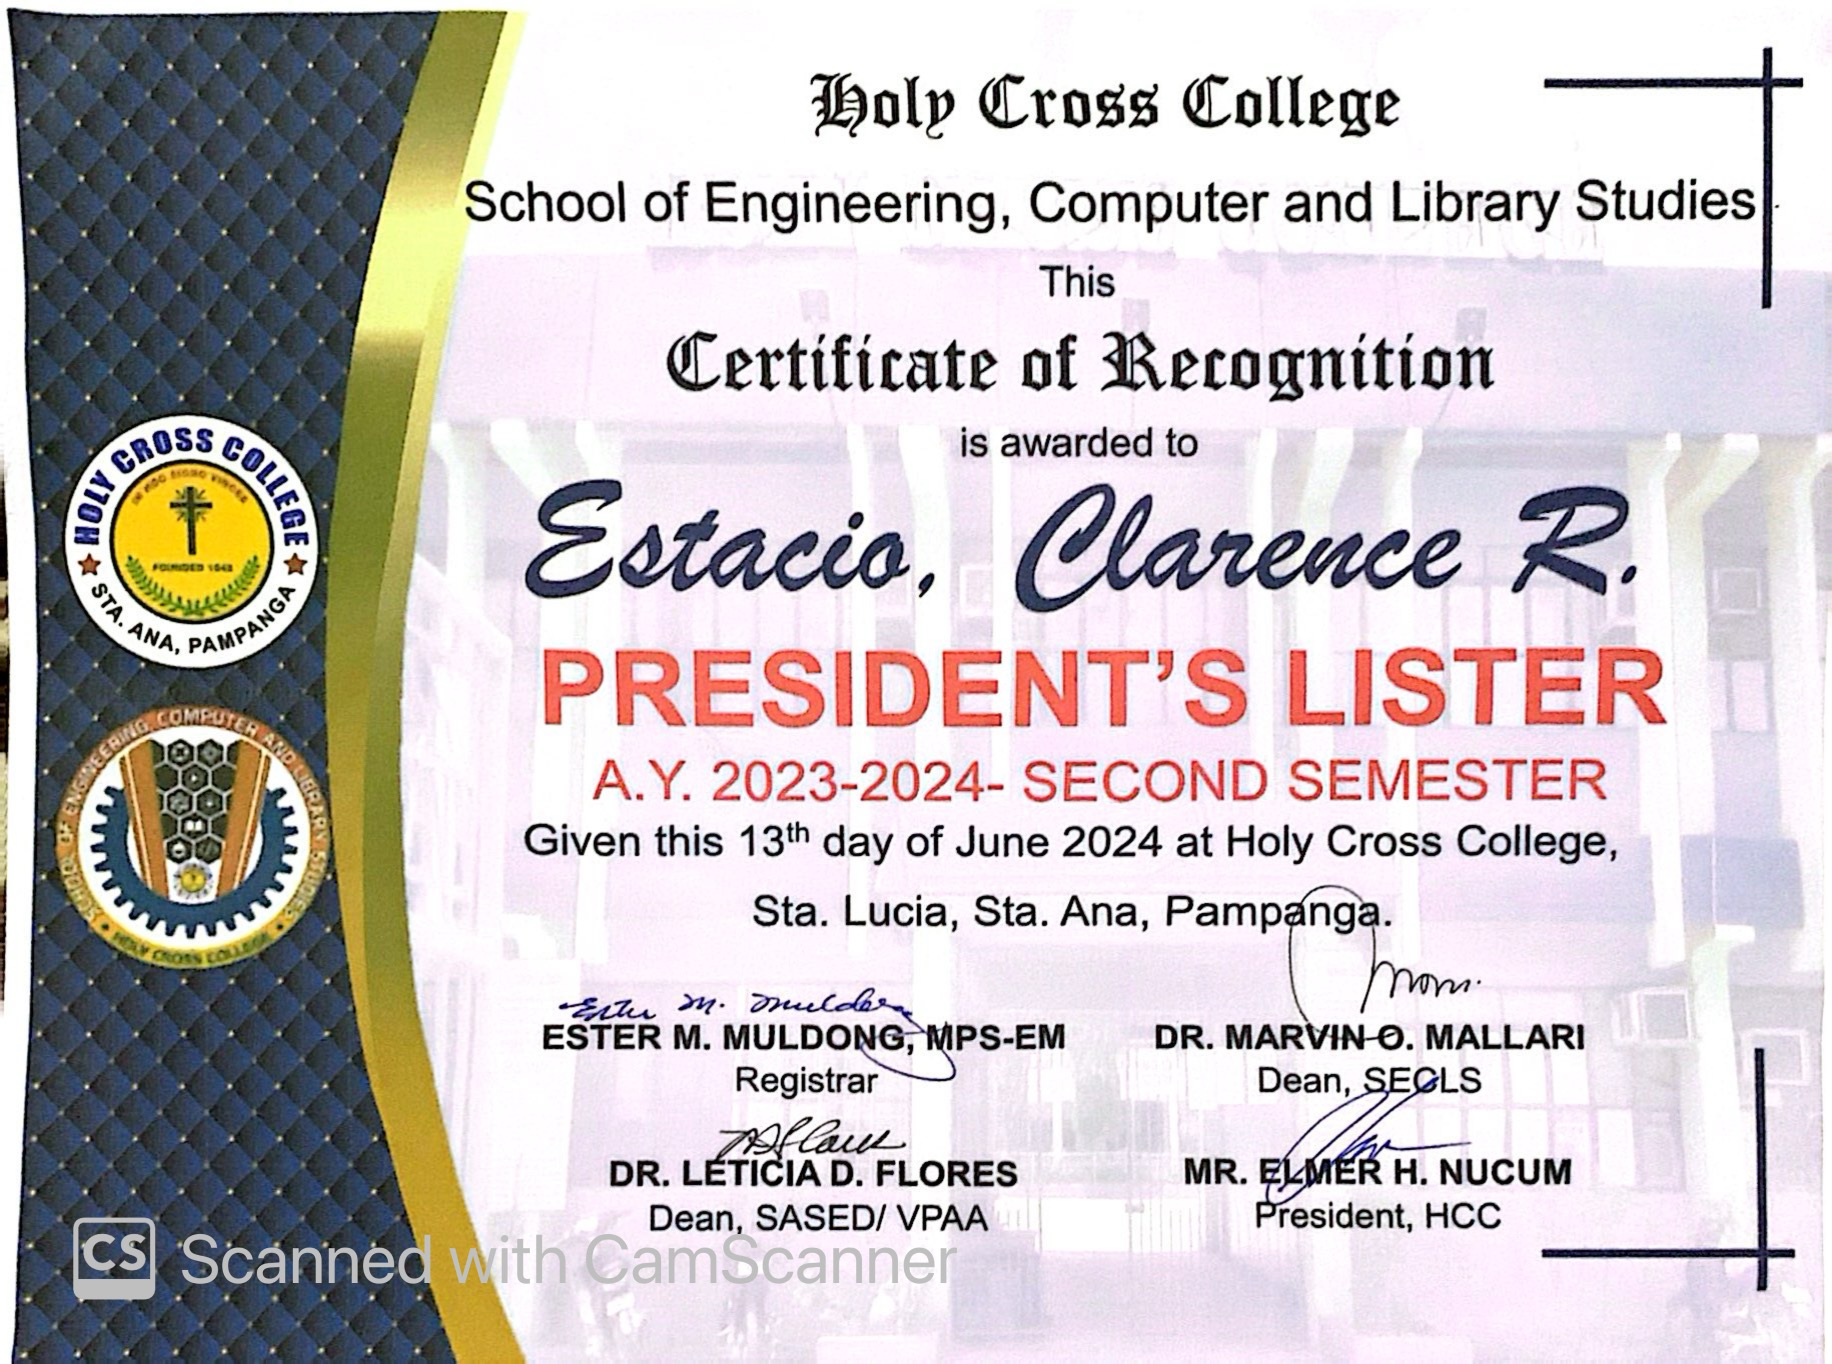 Holy Cross College
School of Engineering, Computer and Library Studies
This
Certificate of Recognition
is awarded to
Estacio, Clarence R.
PRESIDENT'S LISTER
A.Y. 2023-2024- SECOND SEMESTER
Given this 13th day of June 2024 at Holy Cross College,
Sta. Lucia, Sta. Ana, Pampanga.
Ester M. Muldong
ESTER M. MULDONG, MPS-EM
Registrar
DR. MARVIN O. MALLARI
Dean, SECLS
DR. LETICIA D. FLORES
Dean, SASED/ VPAA
MR. ELMER H. NUCUM
President, HCC
HOLY CROSS COLLEGE
IN HOC SIGNO VINCES
FOUNDED 1945
STA. ANA, PAMPANGA
SCHOOL OF ENGINEERING, COMPUTER AND LIBRARY STUDIES
HOLY CROSS COLLEGE
CS Scanned with CamScanner